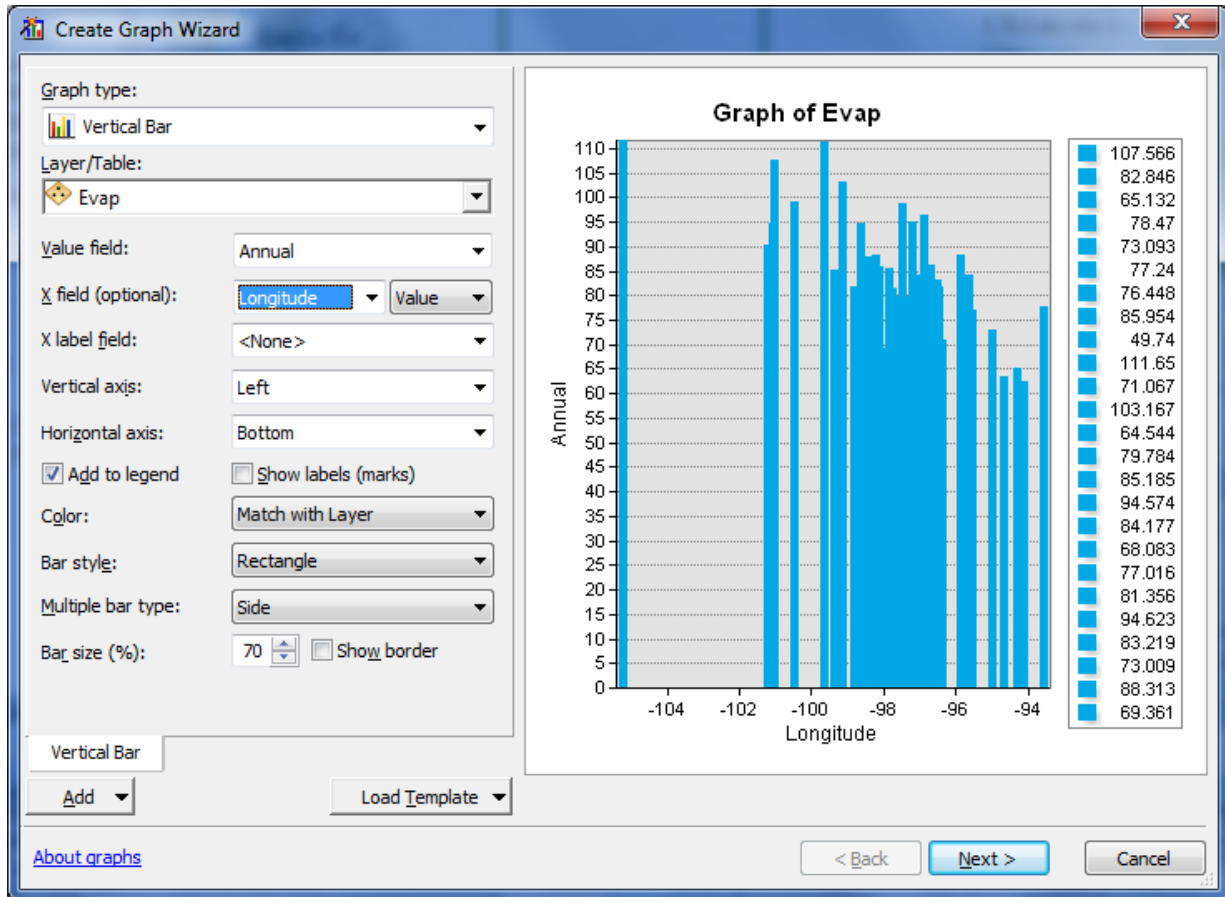 Create Graph Wizard
Graph type:
Vertical Bar
Layer/Table:
Evap
Value field: Annual
X field (optional): Longitude Value
X label field: <None>
Vertical axis: Left
Horizontal axis: Bottom
Add to legend Show labels (marks)
Color: Match with Layer
Bar style: Rectangle
Multiple bar type: Side
Bar size (%): 70 Show border
Vertical Bar
Add Load Template
Graph of Evap
110
105
100
95
90
85
80
75
70
65
60
55
50
45
40
35
30
25
20
15
10
5
0
Annual
-104 -102 -100 -98 -96 -94
Longitude
107.566
82.846
65.132
78.47
73.093
77.24
76.448
85.954
49.74
111.65
71.067
103.167
64.544
79.784
85.185
94.574
84.177
68.083
77.016
81.356
94.623
83.219
73.009
88.313
69.361
About graphs
< Back Next > Cancel